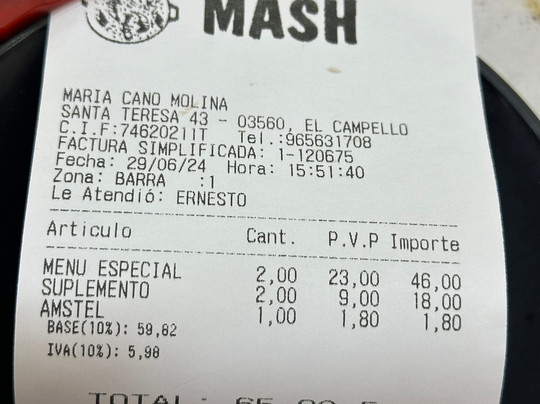 MASH
MARIA CANO MOLINA
SANTA TERESA 43 - 03560, EL CAMPELLO
C.I.F:74620211T Tel.:965631708
FACTURA SIMPLIFICADA: 1-120675
Fecha: 29/06/24 Hora: 15:51:40
Zona: BARRA :1
Le Atendió: ERNESTO
Articulo Cant. P.V.P Importe
MENU ESPECIAL 2,00 23,00 46,00
SUPLEMENTO 2,00 9,00 18,00
AMSTEL 1,00 1,80 1,80
BASE(10%): 59,82
IVA(10%): 5,98
TOTAL: